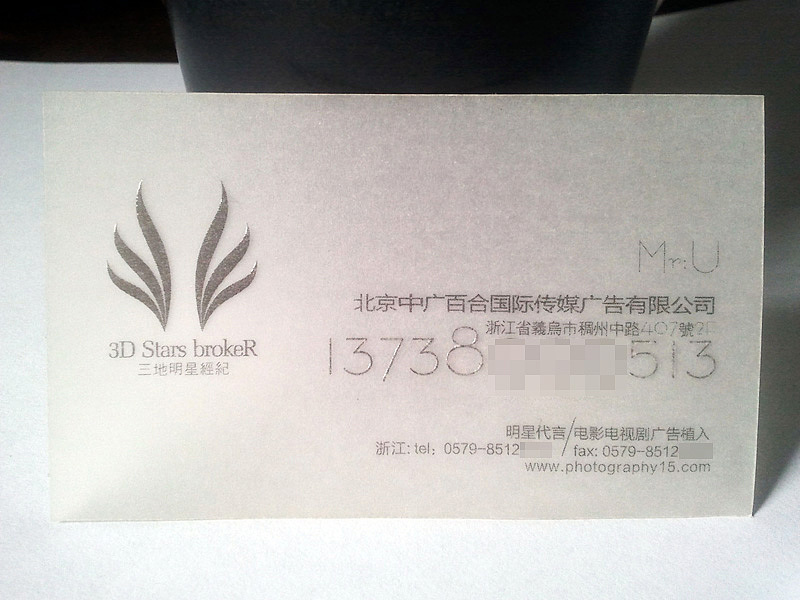 Mr:U
3D Stars brokeR
三地明星經紀
北京中广百合国际传媒广告有限公司
浙江省義烏市稠州中路407號2F
13738 513
明星代言/电影电视剧广告植入
浙江: tel; 0579-8512 fax: 0579-8512
www.photography15.com